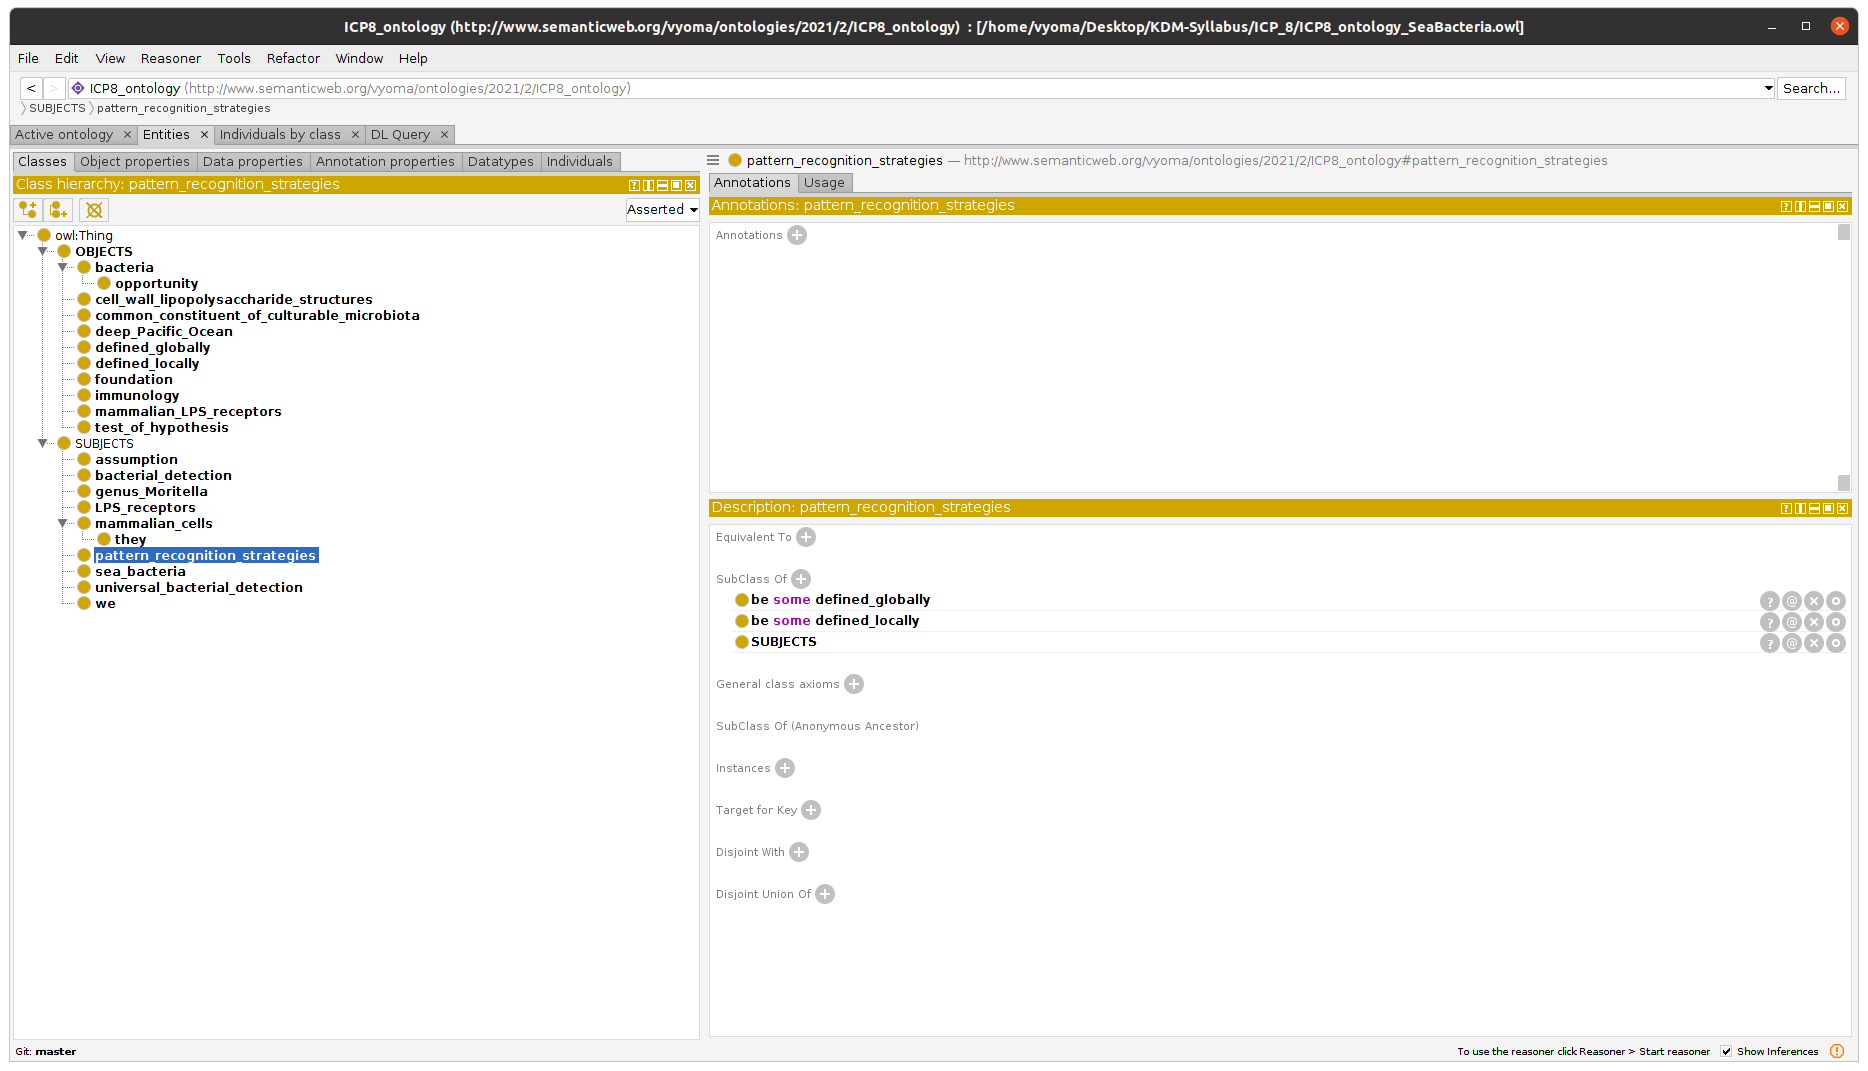 ICP8_ontology (http://www.semanticweb.org/vyoma/ontologies/2021/2/ICP8_ontology) : [/home/vyoma/Desktop/KDM-Syllabus/ICP_8/ICP8_ontology_SeaBacteria.owl]
File Edit View Reasoner Tools Refactor Window Help
< > ICP8_ontology (http://www.semanticweb.org/vyoma/ontologies/2021/2/ICP8_ontology) Search...
SUBJECTS pattern_recognition_strategies
Active ontology × Entities × Individuals by class × DL Query ×
Classes Object properties Data properties Annotation properties Datatypes Individuals
Class hierarchy: pattern_recognition_strategies
Asserted
owl:Thing
OBJECTS
bacteria
opportunity
cell_wall_lipopolysaccharide_structures
common_constituent_of_culturable_microbiota
deep_Pacific_Ocean
defined_globally
defined_locally
foundation
immunology
mammalian_LPS_receptors
test_of_hypothesis
SUBJECTS
assumption
bacterial_detection
genus_Moritella
LPS_receptors
mammalian_cells
they
pattern_recognition_strategies
sea_bacteria
universal_bacterial_detection
we
pattern_recognition_strategies — http://www.semanticweb.org/vyoma/ontologies/2021/2/ICP8_ontology#pattern_recognition_strategies
Annotations Usage
Annotations: pattern_recognition_strategies
Annotations
Description: pattern_recognition_strategies
Equivalent To
SubClass Of
be some defined_globally
be some defined_locally
SUBJECTS
General class axioms
SubClass Of (Anonymous Ancestor)
Instances
Target for Key
Disjoint With
Disjoint Union Of
Git: master
To use the reasoner click Reasoner > Start reasoner Show Inferences